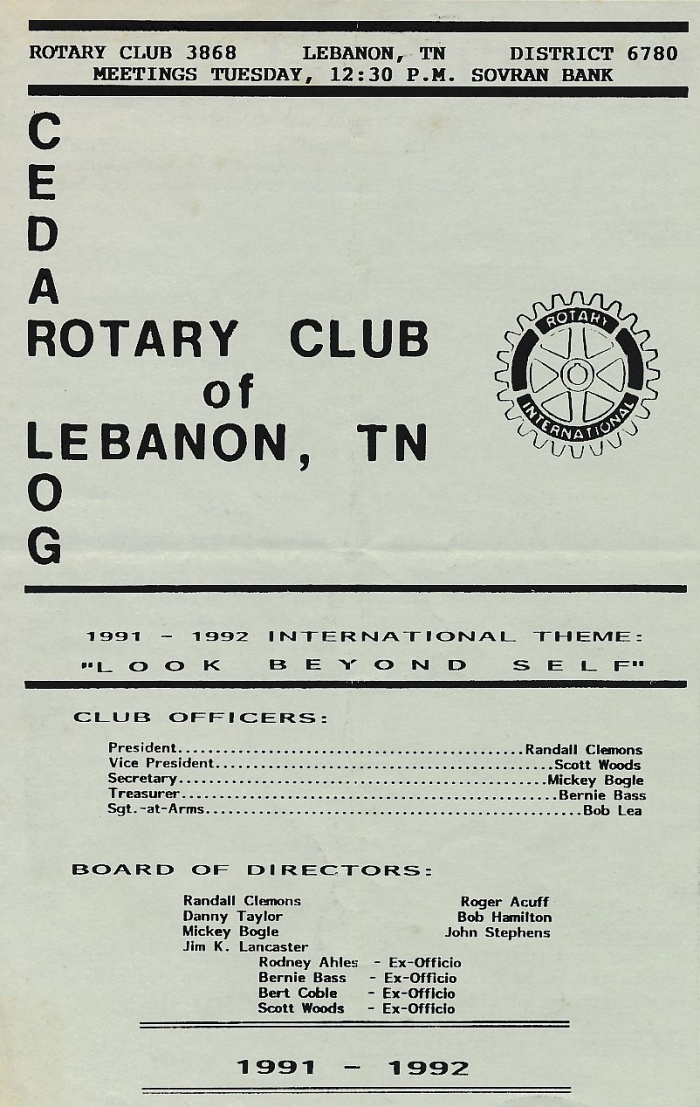 ROTARY CLUB 3868 LEBANON, TN DISTRICT 6780
MEETINGS TUESDAY, 12:30 P.M. SOVRAN BANK
C
E
D
A
ROTARY CLUB
of
LEBANON, TN
O
G
ROTARY
INTERNATIONAL
1991 - 1992 INTERNATIONAL THEME:
"LOOK BEYOND SELF"
CLUB OFFICERS:
President...........................................Randall Clemons
Vice President..........................................Scott Woods
Secretary..............................................Mickey Bogle
Treasurer...............................................Bernie Bass
Sgt.-at-Arms...............................................Bob Lea
BOARD OF DIRECTORS:
Randall Clemons Roger Acuff
Danny Taylor Bob Hamilton
Mickey Bogle John Stephens
Jim K. Lancaster
Rodney Ahles - Ex-Officio
Bernie Bass - Ex-Officio
Bert Coble - Ex-Officio
Scott Woods - Ex-Officio
1991 - 1992